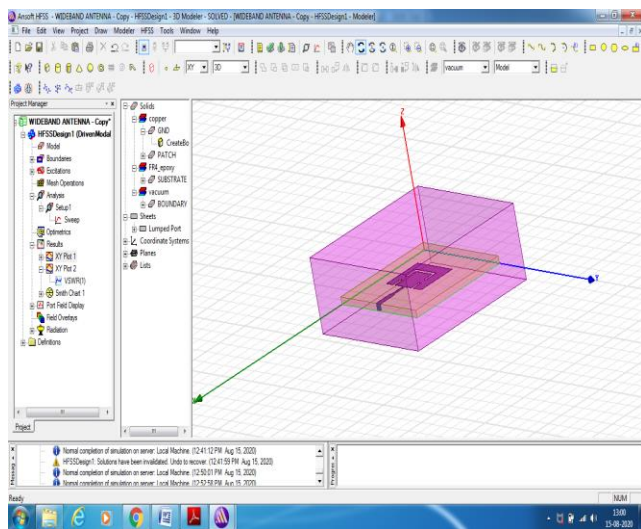 Ansoft HFSS - WIDEBAND ANTENNA - Copy - HFSSDesign1 - 3D Modeler - SOLVED - [WIDEBAND ANTENNA - Copy - HFSSDesign1 - Modeler]
File Edit View Project Draw Modeler HFSS Tools Window Help
XY
3D
vacuum
Model
Project Manager
WIDEBAND ANTENNA - Copy*
HFSSDesign1 (DrivenModal
Model
Boundaries
Excitations
Mesh Operations
Analysis
Setup1
Sweep
Optimetrics
Results
XY Plot 1
XY Plot 2
VSWR(1)
Smith Chart 1
Port Field Display
Field Overlays
Radiation
Definitions
Project
Solids
copper
GND
CreateBo
PATCH
FR4_epoxy
SUBSTRATE
vacuum
BOUNDARY
Sheets
Lumped Port
Coordinate Systems
Planes
Lists
Z
Y
Normal completion of simulation on server: Local Machine. (12:41:12 PM Aug 15, 2020)
HFSSDesign1: Solutions have been invalidated. Undo to recover. (12:41:59 PM Aug 15, 2020)
Normal completion of simulation on server: Local Machine. (12:50:01 PM Aug 15, 2020)
Normal completion of simulation on server: Local Machine. (12:52:58 PM Aug 15, 2020)
Ready
NUM
13:00
15-08-2020